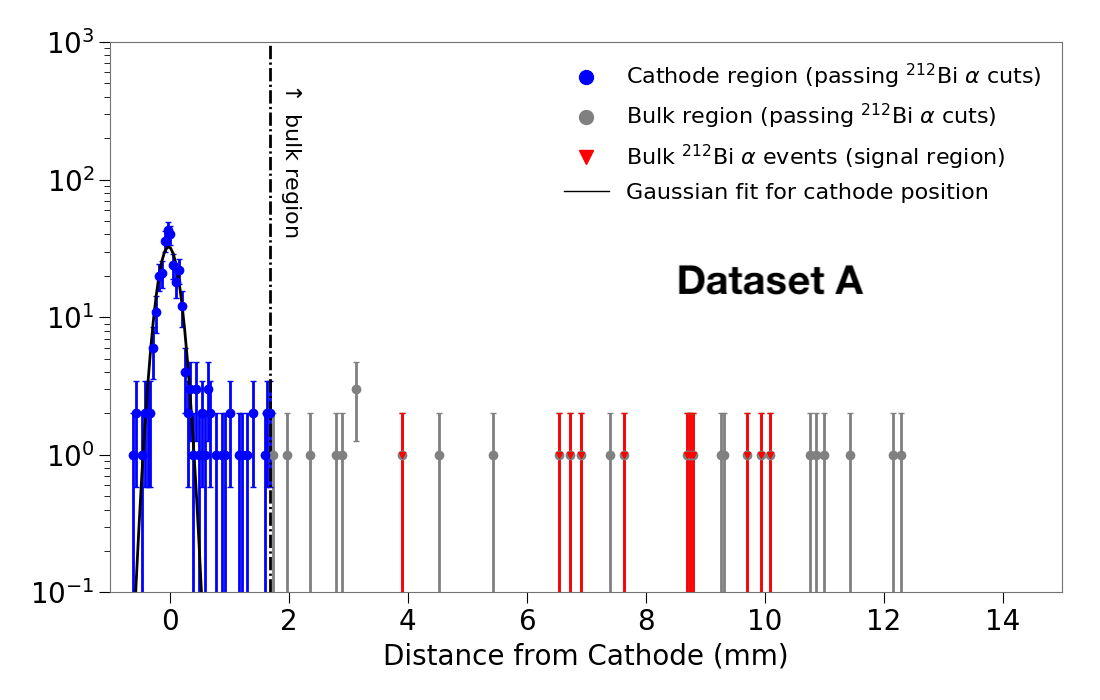 10³
10²
10¹
10⁰
10⁻¹
↑ bulk region
Cathode region (passing ²¹²Bi α cuts)
Bulk region (passing ²¹²Bi α cuts)
Bulk ²¹²Bi α events (signal region)
Gaussian fit for cathode position
Dataset A
0 2 4 6 8 10 12 14
Distance from Cathode (mm)